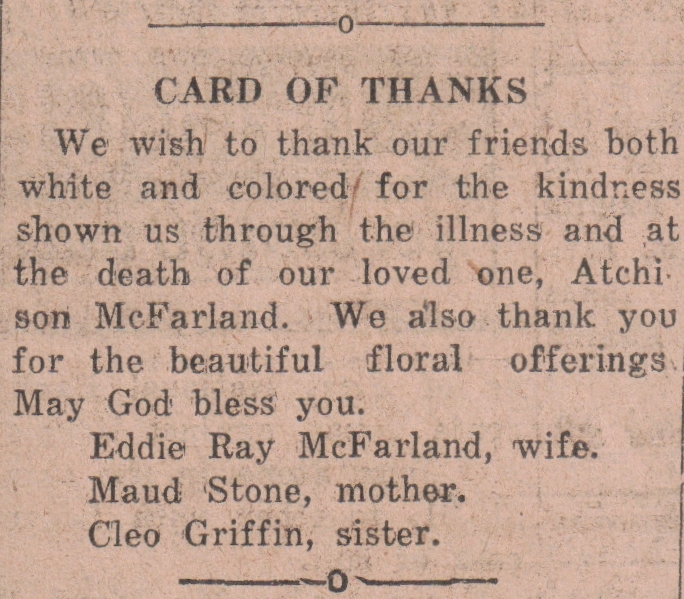 CARD OF THANKS
We wish to thank our friends both
white and colored for the kindness
shown us through the illness and at
the death of our loved one, Atchi-
son McFarland. We also thank you
for the beautiful floral offerings.
May God bless you.
Eddie Ray McFarland, wife.
Maud Stone, mother.
Cleo Griffin, sister.